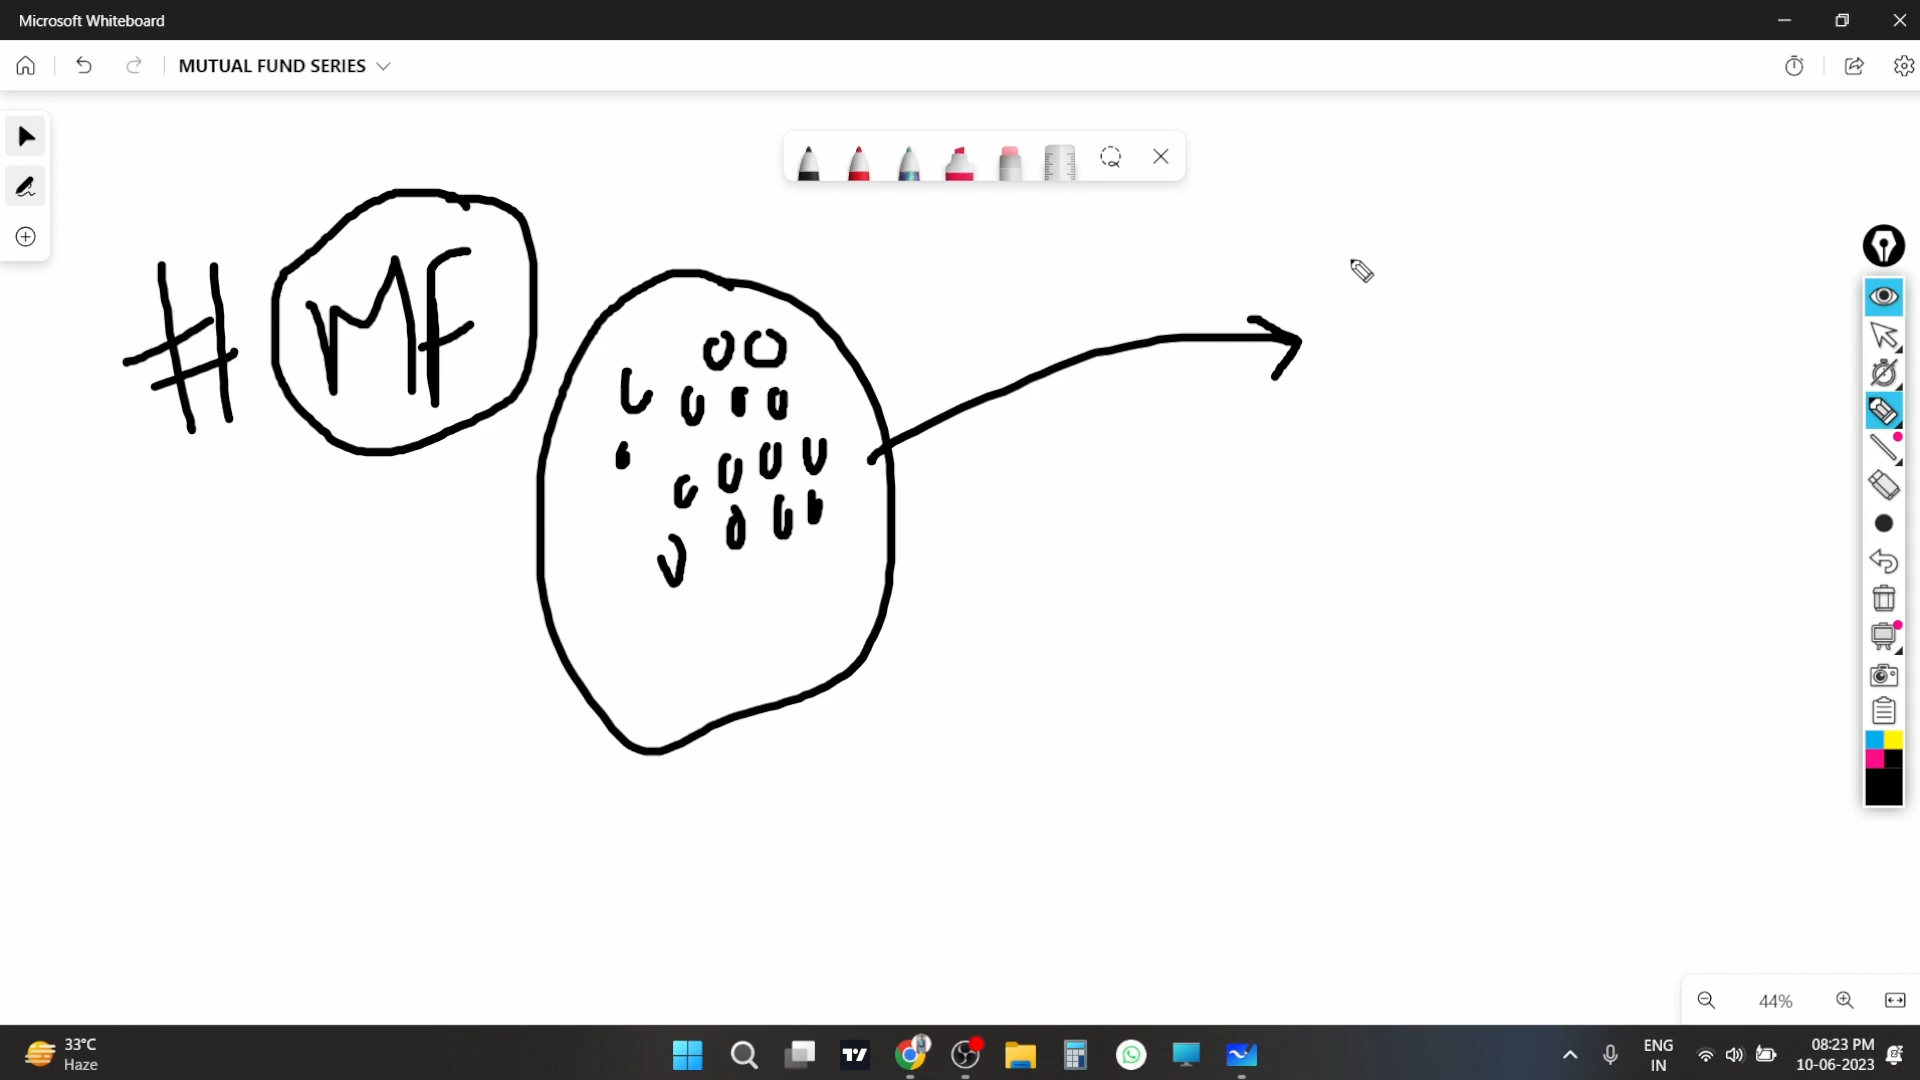 Microsoft Whiteboard
MUTUAL FUND SERIES
# MF
44%
33°C
Haze
ENG
IN
08:23 PM
10-06-2023